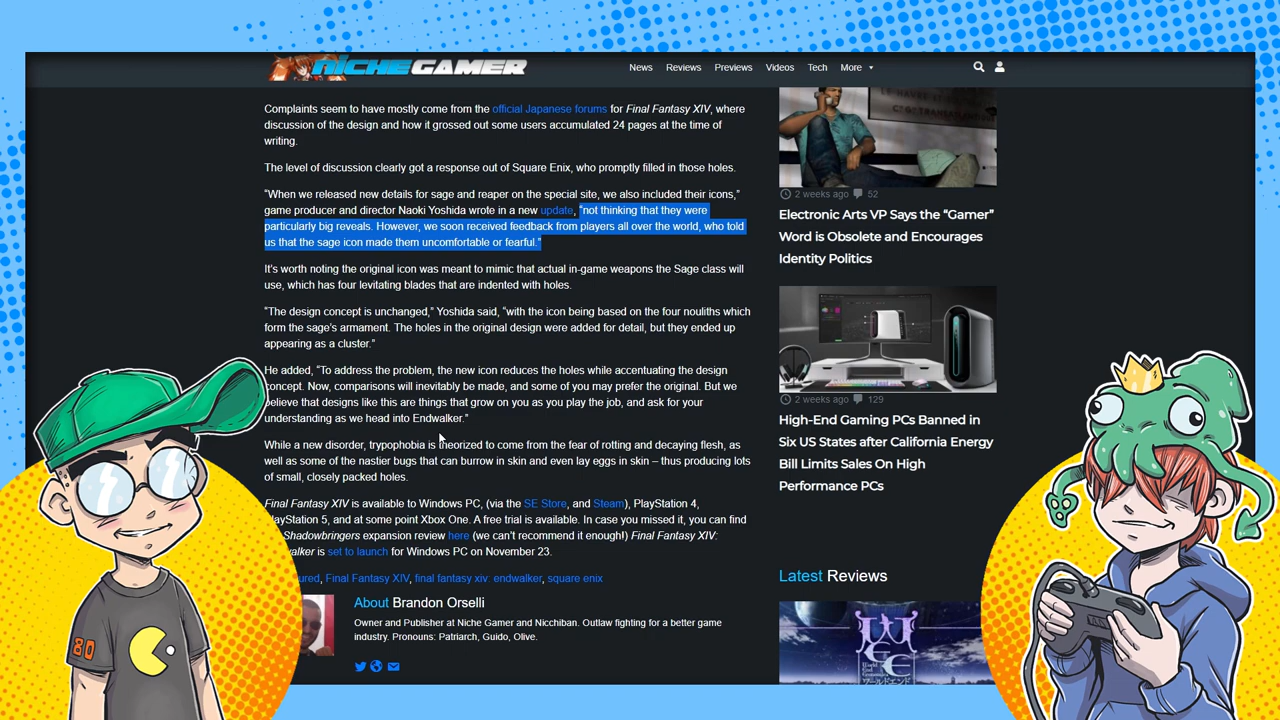 NICHEGAMER
News Reviews Previews Videos Tech More
Complaints seem to have mostly come from the official Japanese forums for Final Fantasy XIV, where
discussion of the design and how it grossed out some users accumulated 24 pages at the time of
writing.
The level of discussion clearly got a response out of Square Enix, who promptly filled in those holes.
“When we released new details for sage and reaper on the special site, we also included their icons,”
game producer and director Naoki Yoshida wrote in a new update, “not thinking that they were
particularly big reveals. However, we soon received feedback from players all over the world, who told
us that the sage icon made them uncomfortable or fearful.”
It’s worth noting the original icon was meant to mimic that actual in-game weapons the Sage class will
use, which has four levitating blades that are indented with holes.
“The design concept is unchanged,” Yoshida said, “with the icon being based on the four nouliths which
form the sage’s armament. The holes in the original design were added for detail, but they ended up
appearing as a cluster.”
He added, “To address the problem, the new icon reduces the holes while accentuating the design
concept. Now, comparisons will inevitably be made, and some of you may prefer the original. But we
believe that designs like this are things that grow on you as you play the job, and ask for your
understanding as we head into Endwalker.”
While a new disorder, trypophobia is theorized to come from the fear of rotting and decaying flesh, as
well as some of the nastier bugs that can burrow in skin and even lay eggs in skin – thus producing lots
of small, closely packed holes.
Final Fantasy XIV is available to Windows PC, (via the SE Store, and Steam), PlayStation 4,
PlayStation 5, and at some point Xbox One. A free trial is available. In case you missed it, you can find
Shadowbringers expansion review here (we can’t recommend it enough!) Final Fantasy XIV:
is set to launch for Windows PC on November 23.
Final Fantasy XIV, final fantasy xiv: endwalker, square enix
About Brandon Orselli
Owner and Publisher at Niche Gamer and Nicchiban. Outlaw fighting for a better game
industry. Pronouns: Patriarch, Guido, Olive.
2 weeks ago 52
Electronic Arts VP Says the “Gamer”
Word is Obsolete and Encourages
Identity Politics
2 weeks ago 129
High-End Gaming PCs Banned in
Six US States after California Energy
Bill Limits Sales On High
Performance PCs
Latest Reviews
80